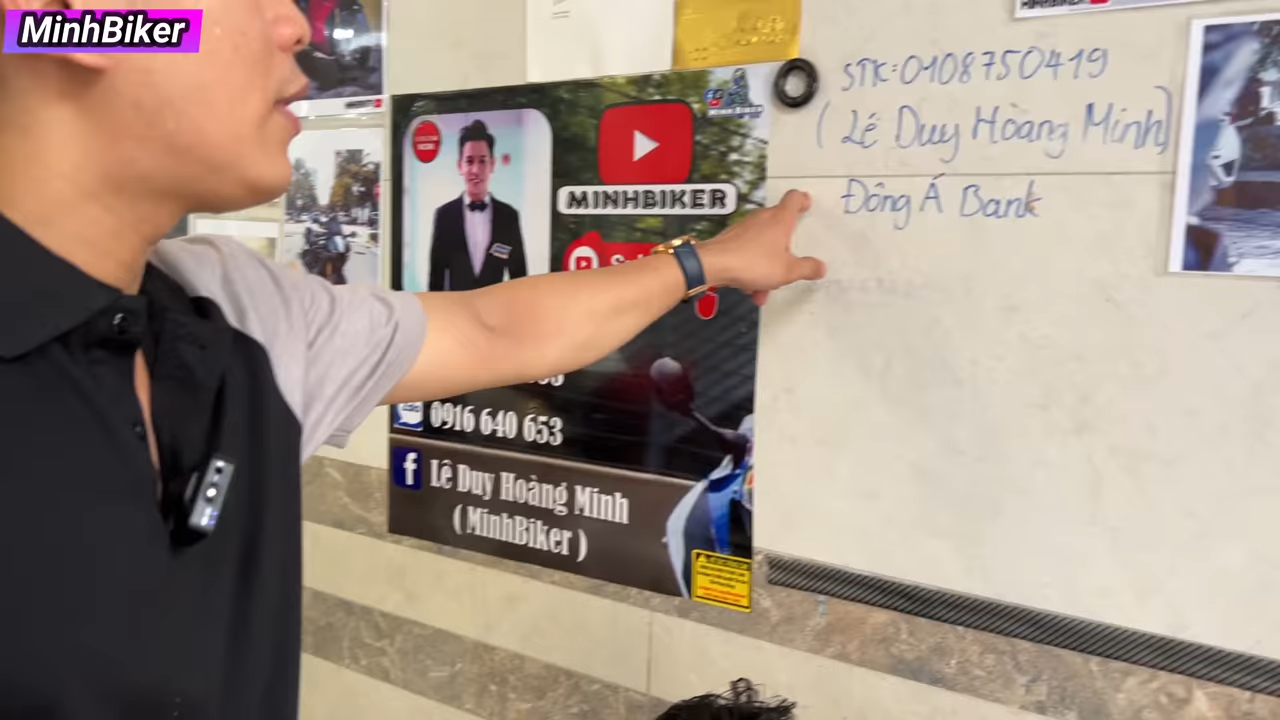 MinhBiker
STK:0108750419
( Lê Duy Hoàng Minh)
Đông Á Bank
MINHBIKER
0916 640 653
Lê Duy Hoàng Minh
( MinhBiker )